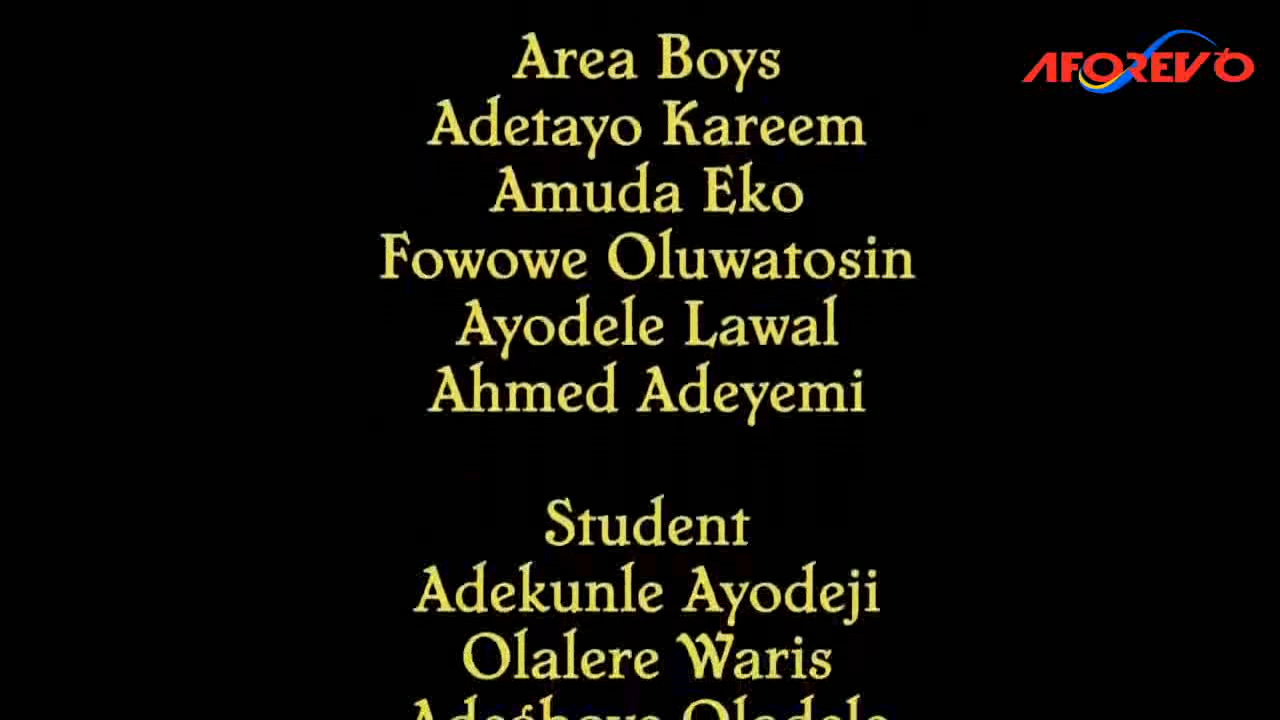 AFOREVO
Area Boys
Adetayo Kareem
Amuda Eko
Fowowe Oluwatosin
Ayodele Lawal
Ahmed Adeyemi
Student
Adekunle Ayodeji
Olalere Waris